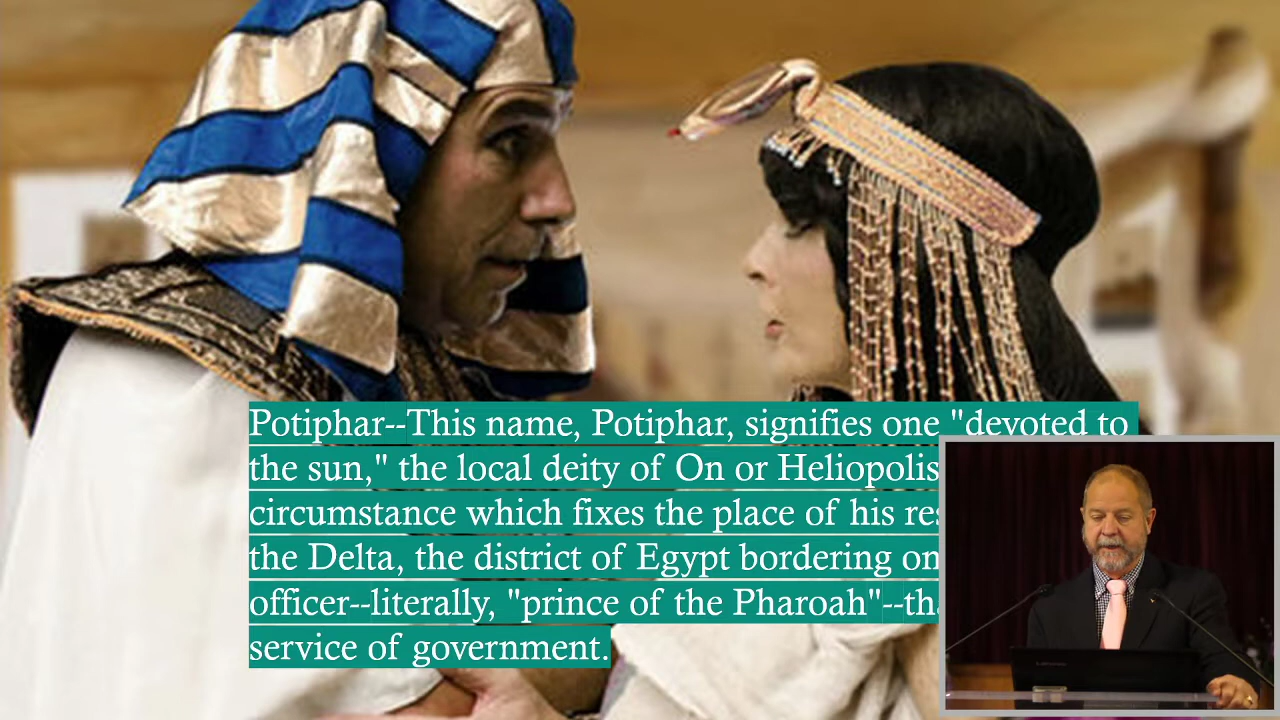 Potiphar--This name, Potiphar, signifies one "devoted to
the sun," the local deity of On or Heliopolis
circumstance which fixes the place of his
the Delta, the district of Egypt bordering on
officer--literally, "prince of the Pharoah"--
service of government.